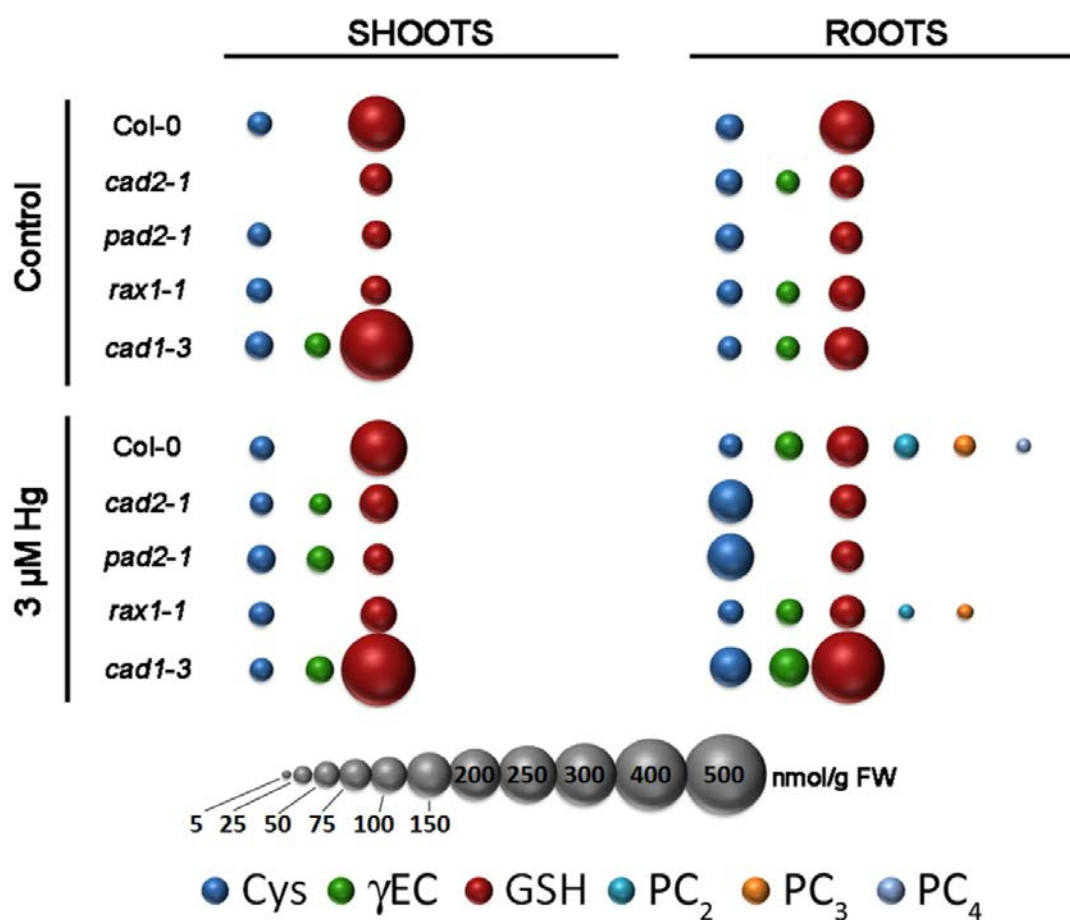 SHOOTS ROOTS
Control
Col-0
cad2-1
pad2-1
rax1-1
cad1-3
3 µM Hg
Col-0
cad2-1
pad2-1
rax1-1
cad1-3
200 250 300 400 500 nmol/g FW
5 25 50 75 100 150
Cys γEC GSH PC₂ PC₃ PC₄